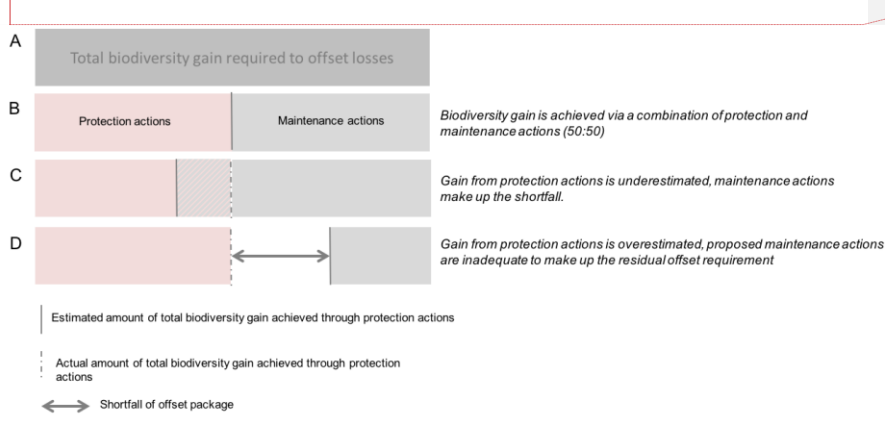 A
Total biodiversity gain required to offset losses
B
Protection actions
Maintenance actions
Biodiversity gain is achieved via a combination of protection and
maintenance actions (50:50)
C
Gain from protection actions is underestimated, maintenance actions
make up the shortfall.
D
Gain from protection actions is overestimated, proposed maintenance actions
are inadequate to make up the residual offset requirement
Estimated amount of total biodiversity gain achieved through protection actions
Actual amount of total biodiversity gain achieved through protection
actions
Shortfall of offset package